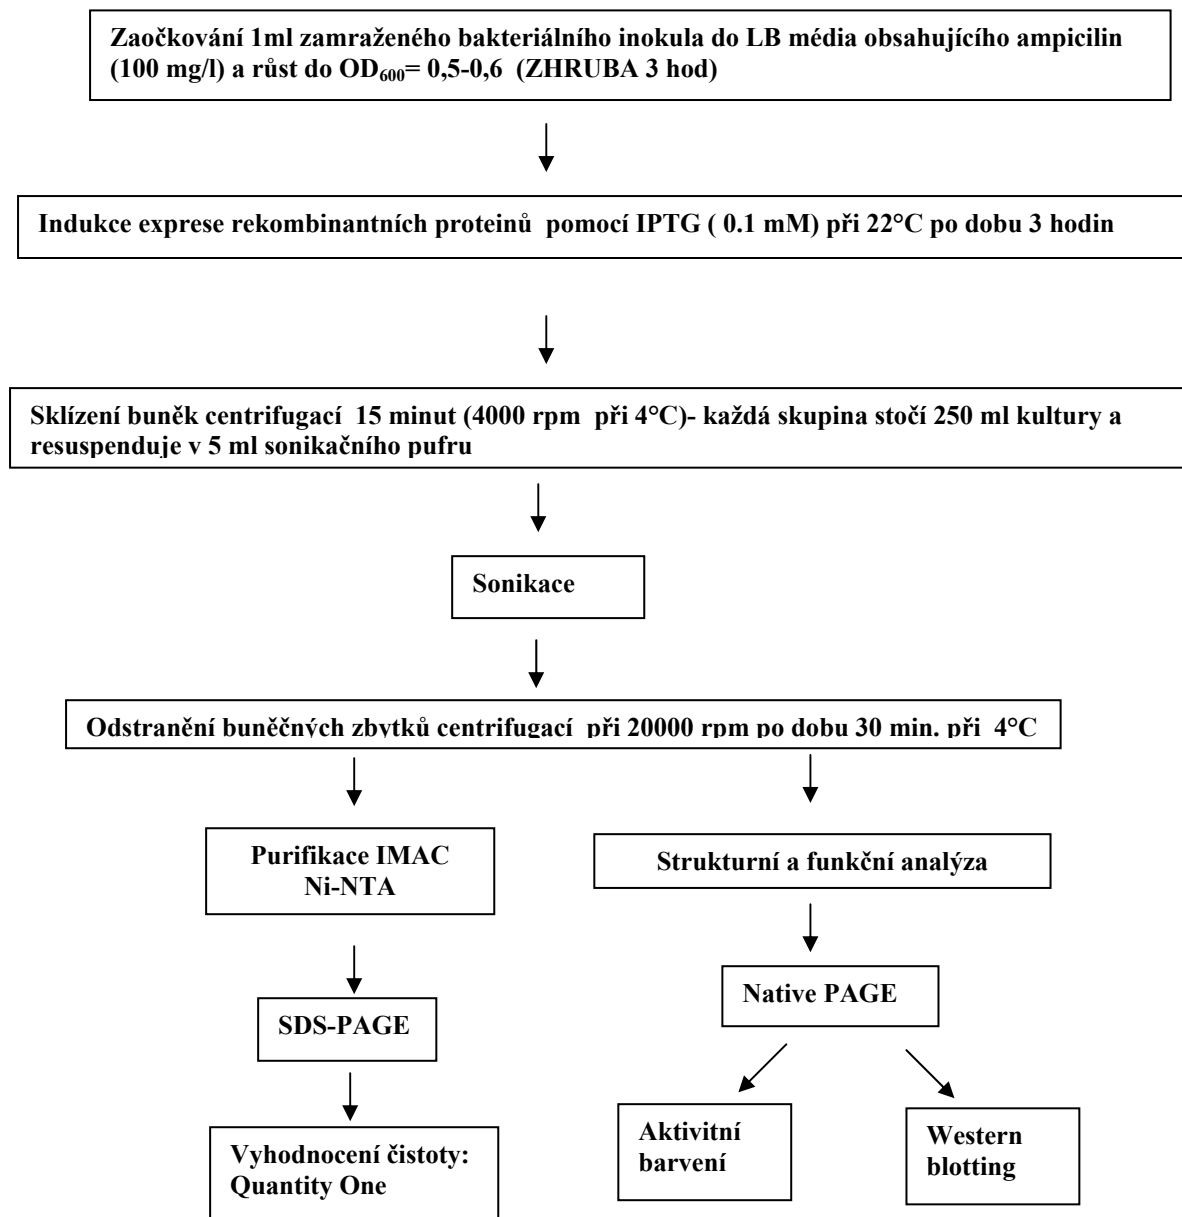 Zaočkování 1ml zamraženého bakteriálního inokula do LB média obsahujícího ampicilin
(100 mg/l) a růst do OD₆₀₀= 0,5-0,6 (ZHRUBA 3 hod)
Indukce exprese rekombinantních proteinů pomocí IPTG ( 0.1 mM) při 22°C po dobu 3 hodin
Sklízení buněk centrifugací 15 minut (4000 rpm při 4°C)- každá skupina stočí 250 ml kultury a
resuspenduje v 5 ml sonikačního pufru
Sonikace
Odstranění buněčných zbytků centrifugací při 20000 rpm po dobu 30 min. při 4°C
Purifikace IMAC
Ni-NTA
Strukturní a funkční analýza
SDS-PAGE
Native PAGE
Vyhodnocení čistoty:
Quantity One
Aktivitní
barvení
Western
blotting